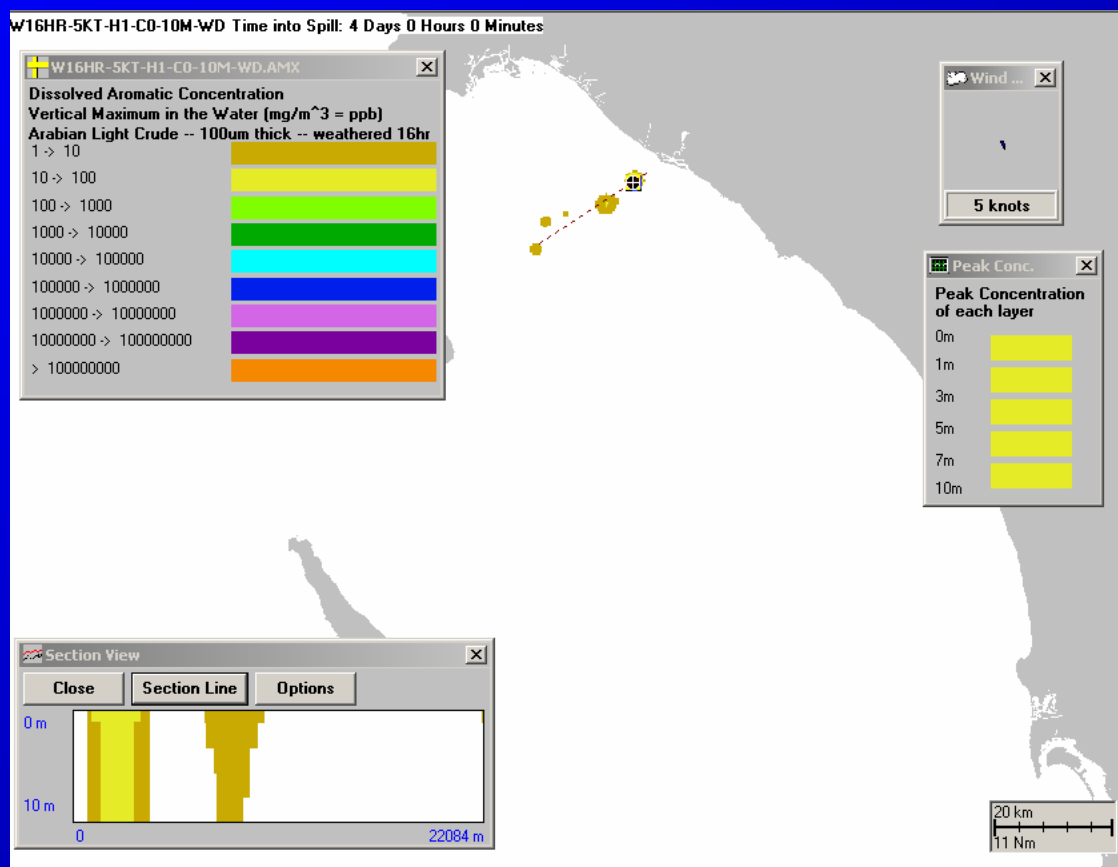 W16HR-5KT-H1-C0-10M-WD Time into Spill: 4 Days 0 Hours 0 Minutes
W16HR-5KT-H1-C0-10M-WD.AMX
Dissolved Aromatic Concentration
Vertical Maximum in the Water (mg/m^3 = ppb)
Arabian Light Crude -- 100um thick -- weathered 16hr
1 -> 10
10 -> 100
100 -> 1000
1000 -> 10000
10000 -> 100000
100000 -> 1000000
1000000 -> 10000000
10000000 -> 100000000
> 100000000
Wind ...
5 knots
Peak Conc.
Peak Concentration
of each layer
0m
1m
3m
5m
7m
10m
Section View
Close Section Line Options
0 m
10 m
0 22084 m
20 km
11 Nm